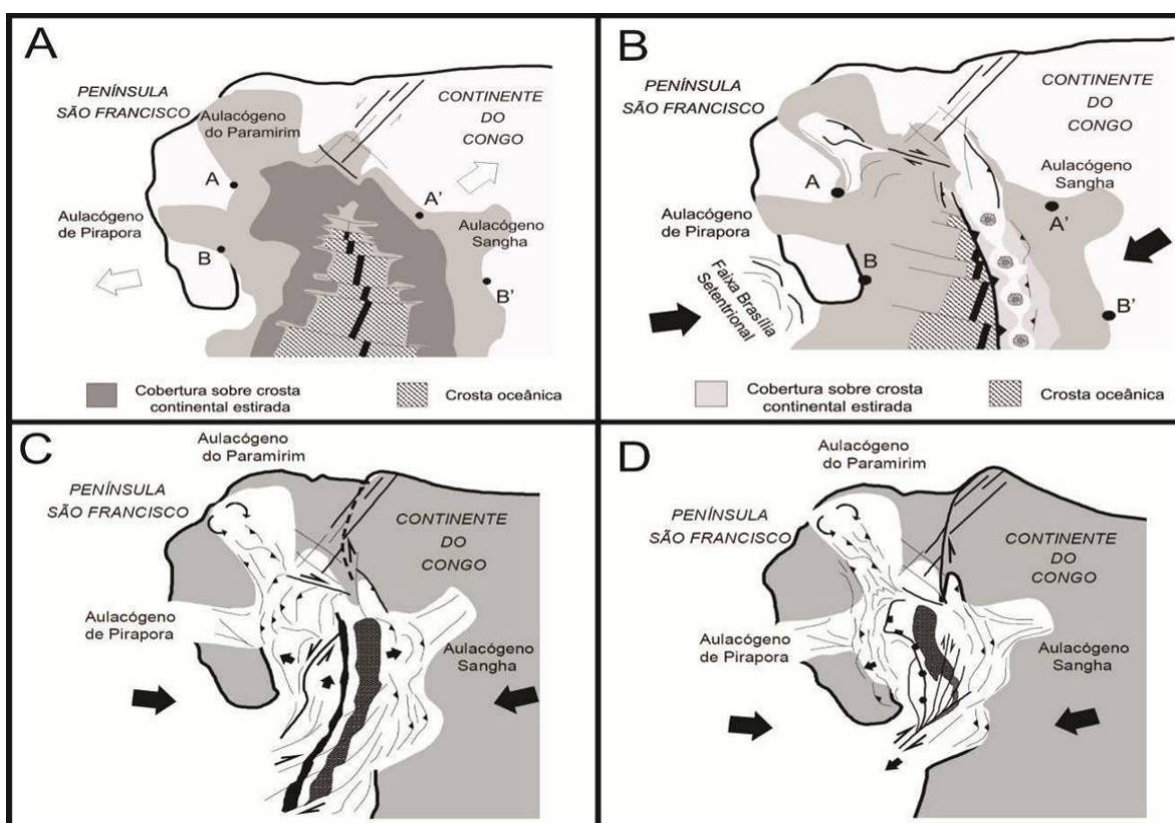 A
PENÍNSULA
SÃO FRANCISCO
Aulacógeno
do Paramirim
CONTINENTE
DO
CONGO
A
A'
Aulacógeno
de Pirapora
Aulacógeno
Sangha
B
B'
Cobertura sobre crosta
continental estirada
Crosta oceânica
B
PENÍNSULA
SÃO FRANCISCO
CONTINENTE
DO
CONGO
Aulacógeno
Sangha
A
A'
Aulacógeno
de Pirapora
B
B'
Faixa Brasília
Setentrional
Cobertura sobre crosta
continental estirada
Crosta oceânica
C
Aulacógeno
do Paramirim
PENÍNSULA
SÃO FRANCISCO
CONTINENTE
DO
CONGO
Aulacógeno
de Pirapora
Aulacógeno
Sangha
D
Aulacógeno
do Paramirim
PENÍNSULA
SÃO FRANCISCO
CONTINENTE
DO
CONGO
Aulacógeno
de Pirapora
Aulacógeno
Sangha